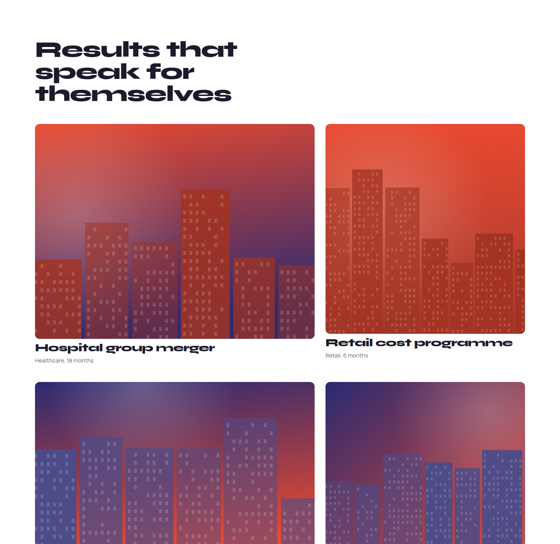 Results that
speak for
themselves
Hospital group merger
Healthcare, 18 months
Retail cost programme
Retail, 6 months